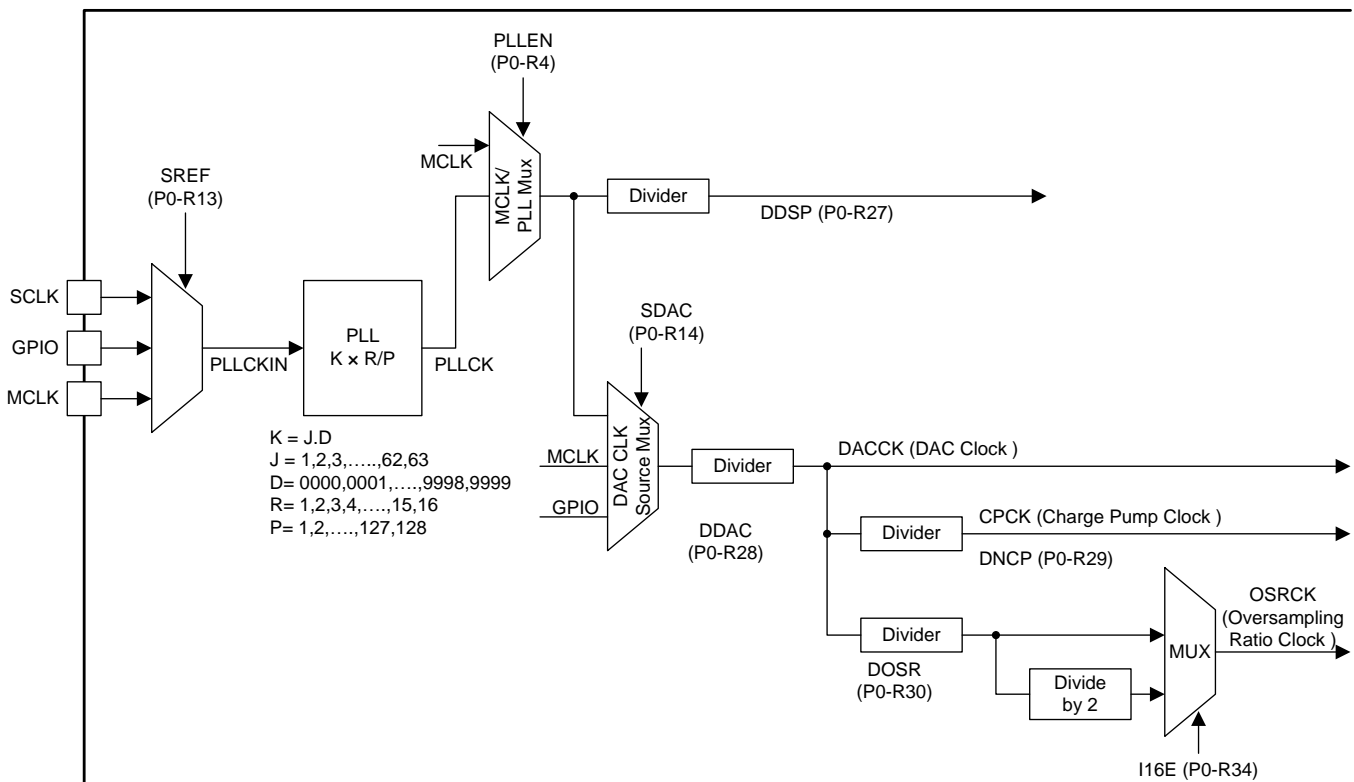 PLLEN
(P0-R4)
MCLK
MCLK/
PLL Mux
SREF
(P0-R13)
Divider
DDSP (P0-R27)
SCLK
GPIO
MCLK
PLLCKIN
PLL
K × R/P
PLLCK
SDAC
(P0-R14)
K = J.D
J = 1,2,3,…..,62,63
D= 0000,0001,….,9998,9999
R= 1,2,3,4,….,15,16
P= 1,2,….,127,128
MCLK
GPIO
DAC CLK
Source Mux
Divider
DDAC
(P0-R28)
DACCK (DAC Clock )
Divider
CPCK (Charge Pump Clock )
DNCP (P0-R29)
Divider
DOSR
(P0-R30)
Divide
by 2
MUX
OSRCK
(Oversampling
Ratio Clock )
I16E (P0-R34)